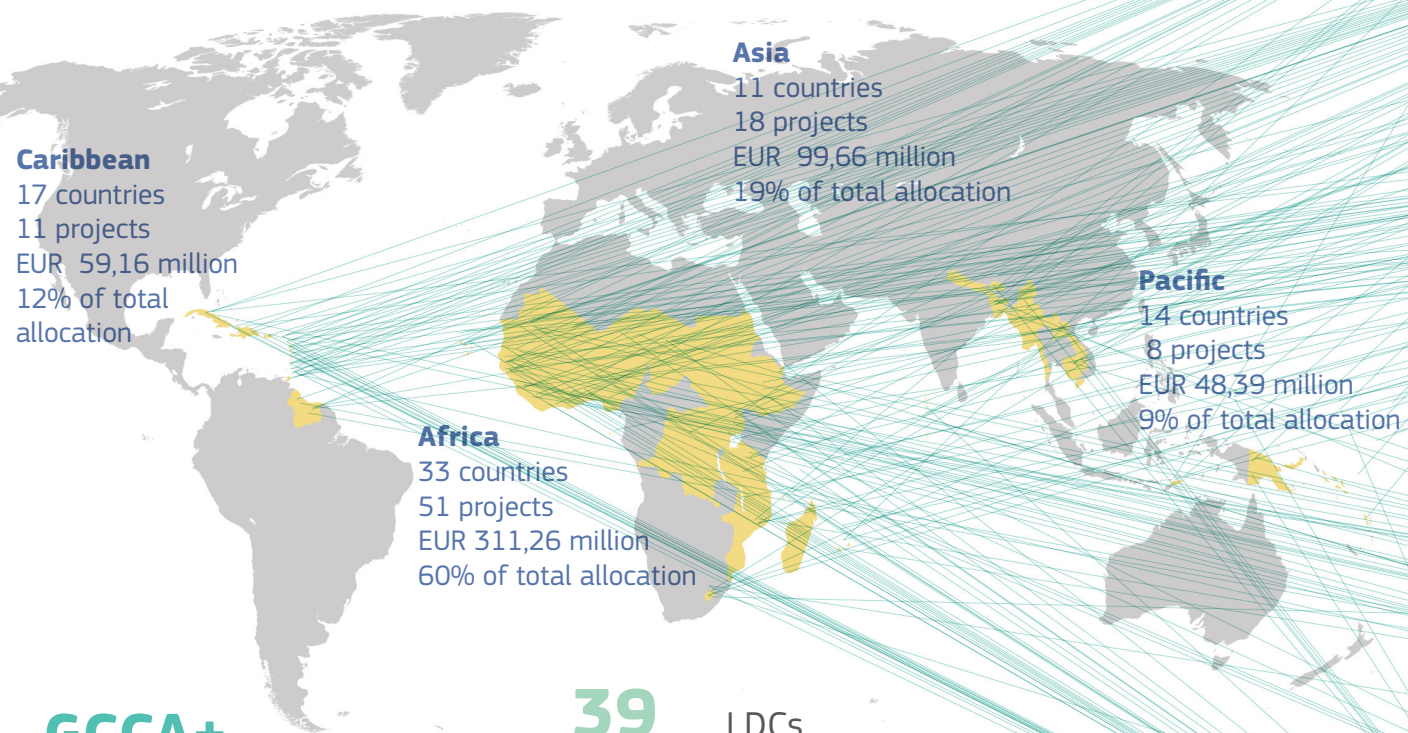 Asia
11 countries
18 projects
EUR 99,66 million
19% of total allocation
Caribbean
17 countries
11 projects
EUR 59,16 million
12% of total
allocation
Pacific
14 countries
8 projects
EUR 48,39 million
9% of total allocation
Africa
33 countries
51 projects
EUR 311,26 million
60% of total allocation
GCCA+
39 LDCs